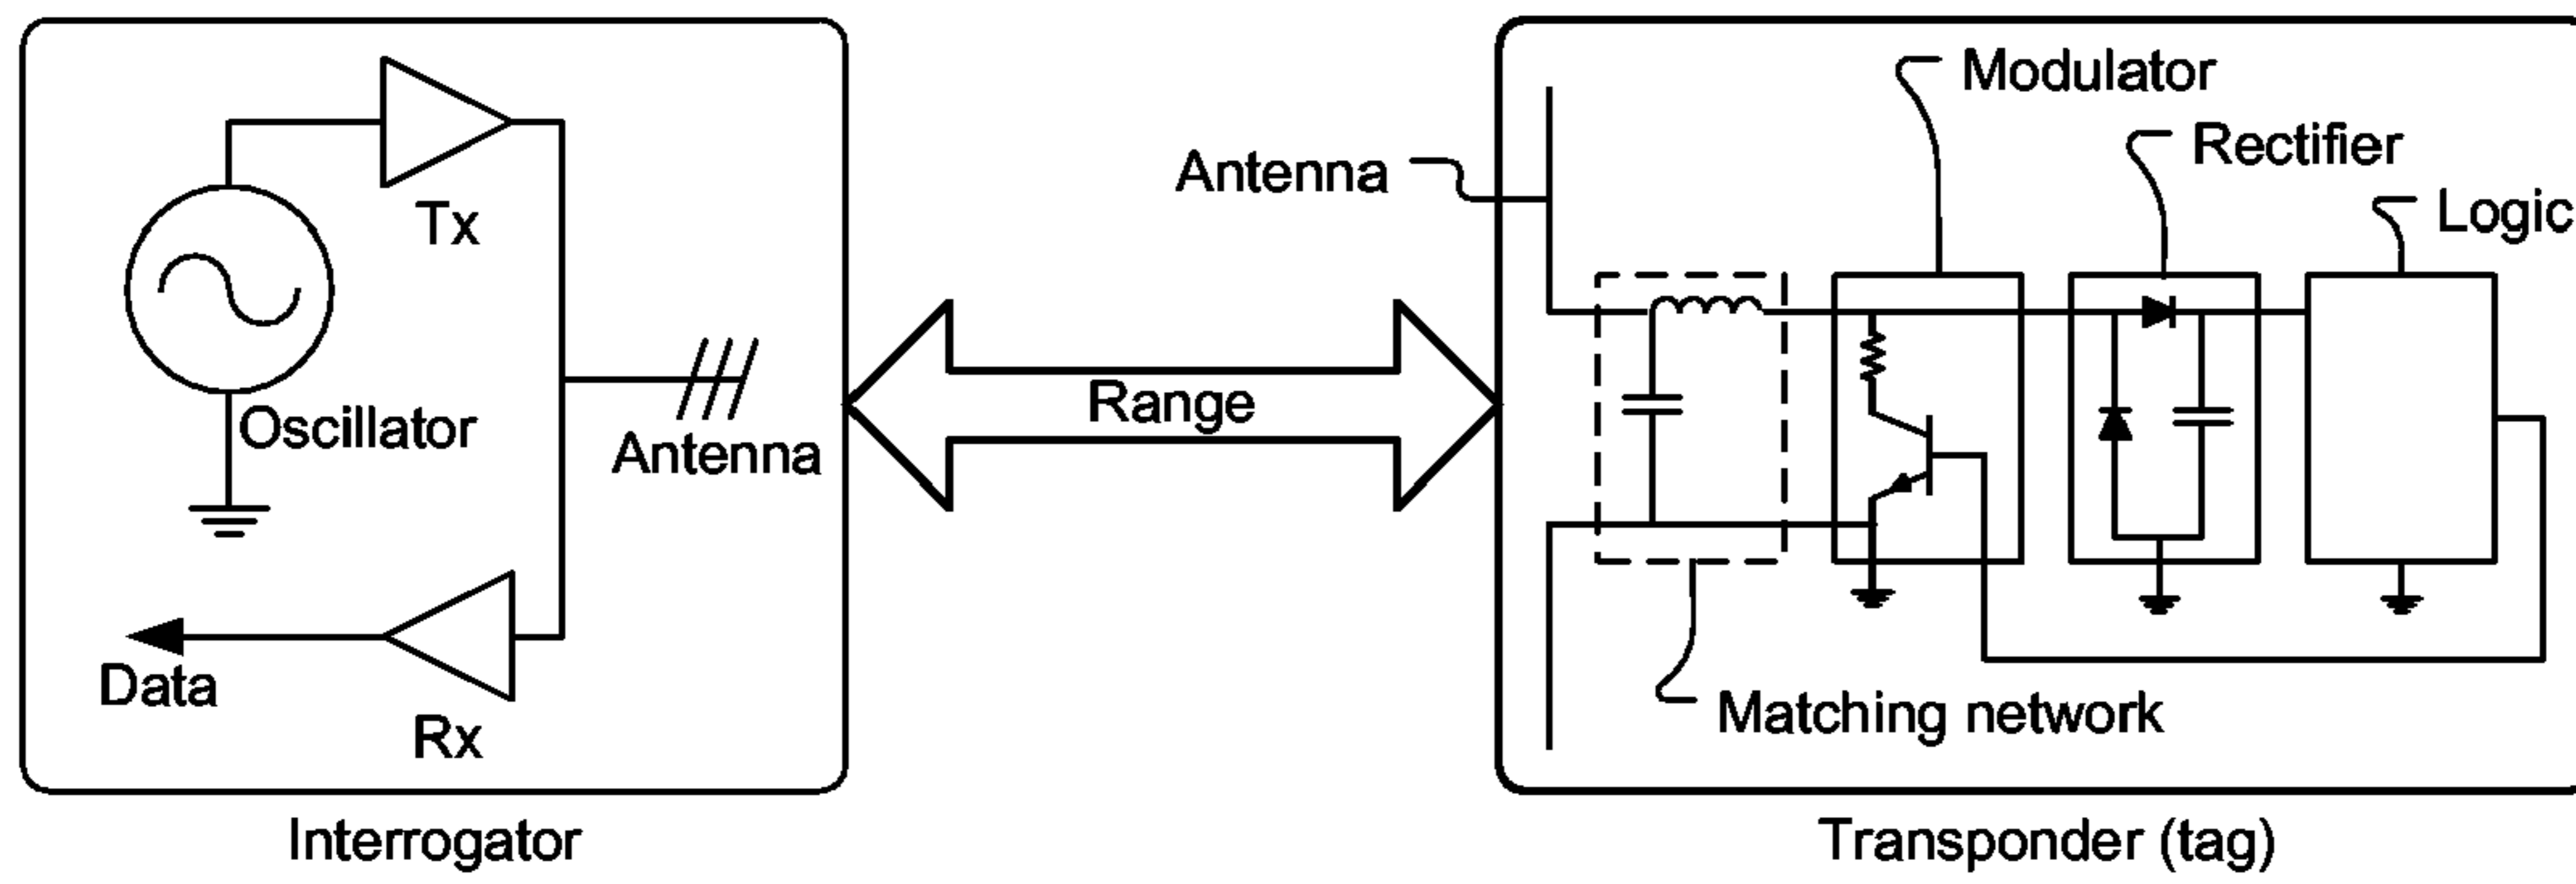 Modulator
Rectifier
Logic
Antenna
Tx
Oscillator
Antenna
Range
Data
Rx
Matching network
Interrogator
Transponder (tag)